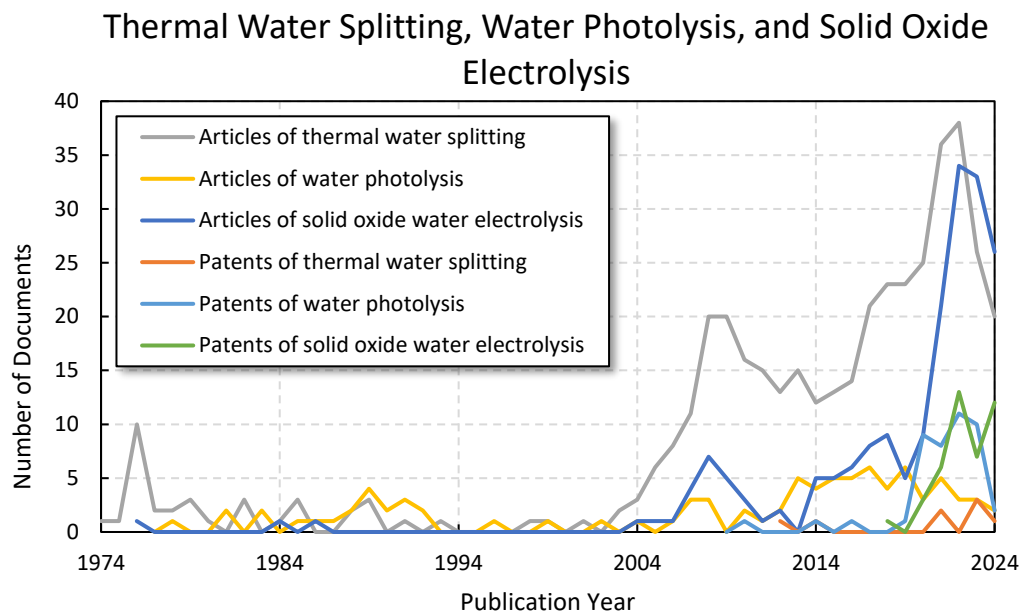 Thermal Water Splitting, Water Photolysis, and Solid Oxide
Electrolysis
Number of Documents
40
35
30
25
20
15
10
5
0
Articles of thermal water splitting
Articles of water photolysis
Articles of solid oxide water electrolysis
Patents of thermal water splitting
Patents of water photolysis
Patents of solid oxide water electrolysis
1974 1984 1994 2004 2014 2024
Publication Year